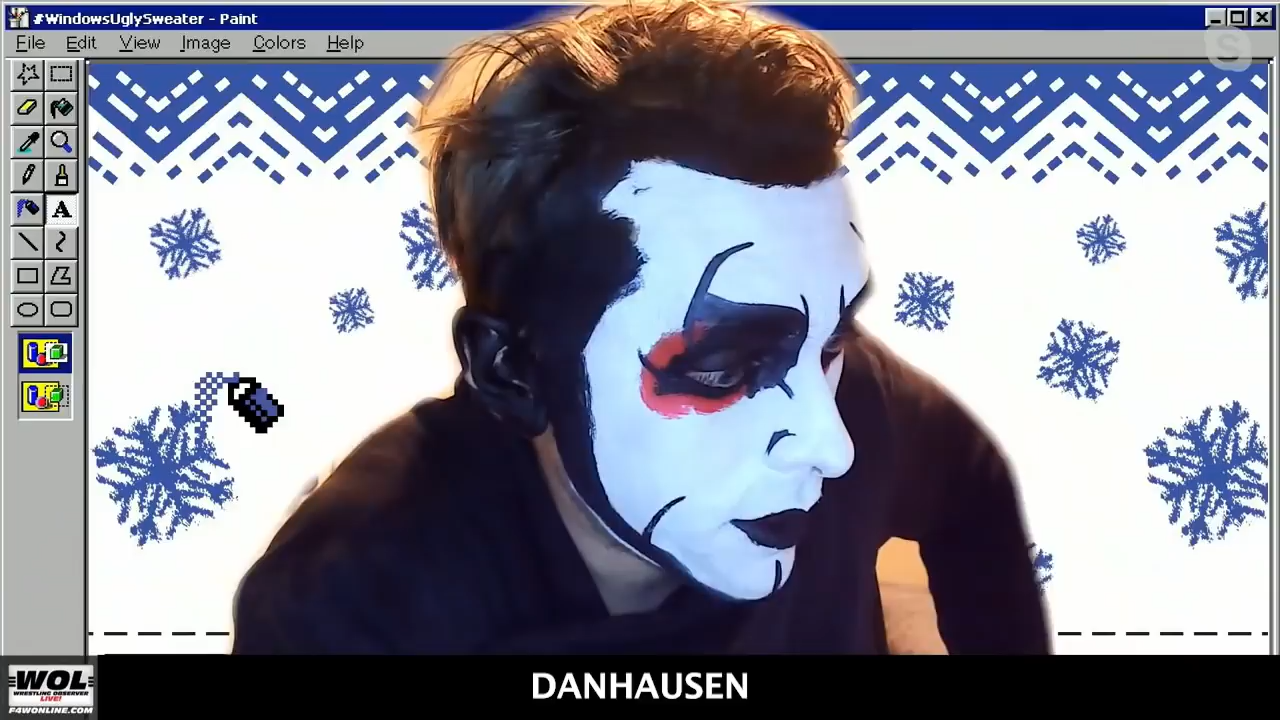 #WindowsUglySweater - Paint
File Edit View Image Colors Help
S
A
WOL
WRESTLING OBSERVER
LIVE!
F4WONLINE.COM
DANHAUSEN